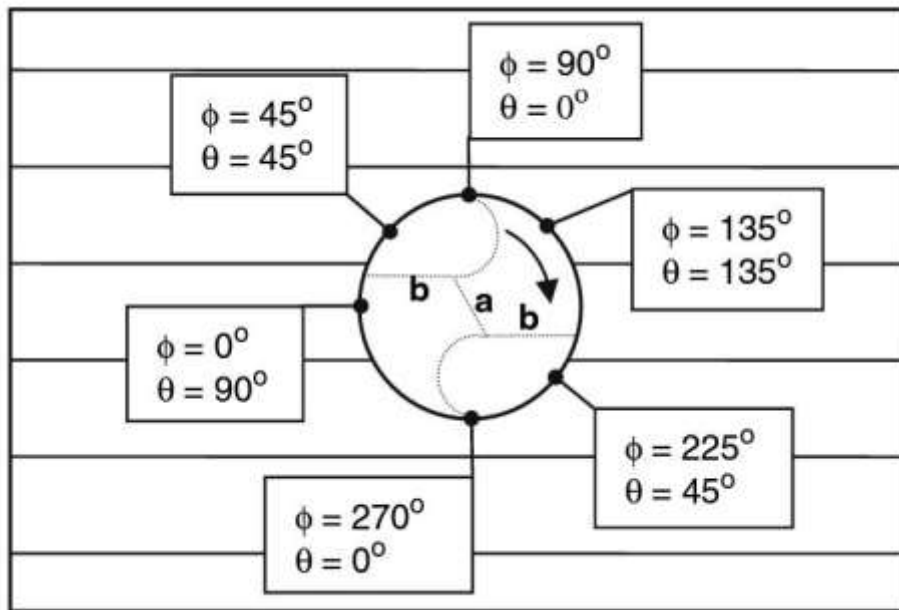 ϕ = 90°
θ = 0°
ϕ = 45°
θ = 45°
ϕ = 135°
θ = 135°
b
a
b
ϕ = 0°
θ = 90°
ϕ = 225°
θ = 45°
ϕ = 270°
θ = 0°